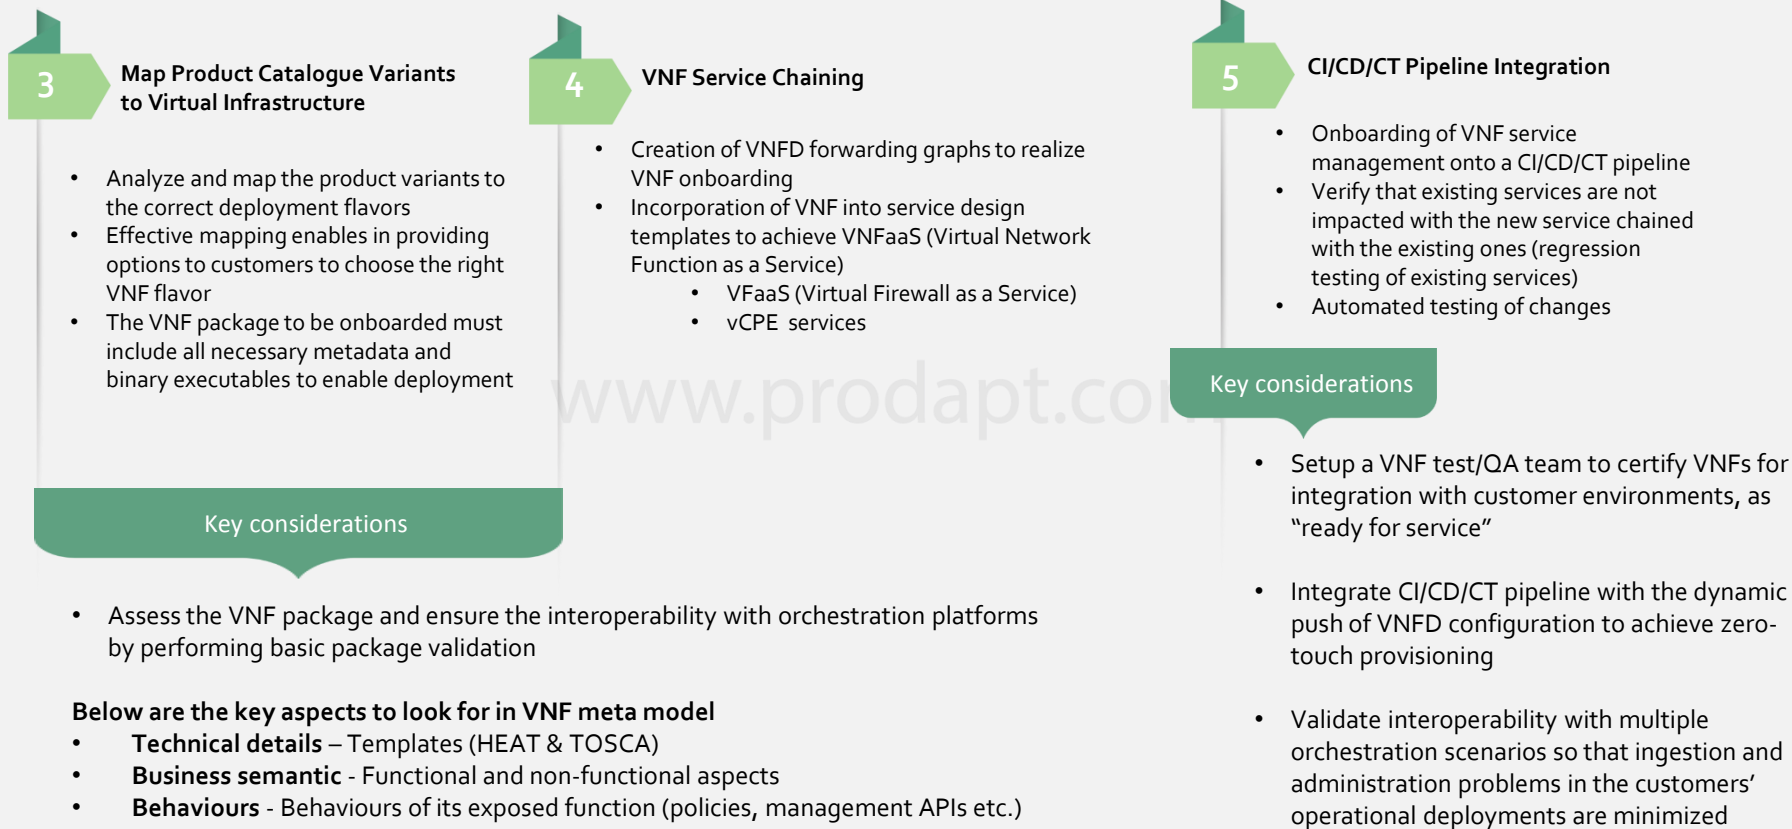 3
Map Product Catalogue Variants
to Virtual Infrastructure
• Analyze and map the product variants to
the correct deployment flavors
• Effective mapping enables in providing
options to customers to choose the right
VNF flavor
• The VNF package to be onboarded must
include all necessary metadata and
binary executables to enable deployment
4
VNF Service Chaining
• Creation of VNFD forwarding graphs to realize
VNF onboarding
• Incorporation of VNF into service design
templates to achieve VNFaaS (Virtual Network
Function as a Service)
• VFaaS (Virtual Firewall as a Service)
• vCPE services
www.prodapt.com
Key considerations
• Assess the VNF package and ensure the interoperability with orchestration platforms
by performing basic package validation
Below are the key aspects to look for in VNF meta model
• Technical details – Templates (HEAT & TOSCA)
• Business semantic - Functional and non-functional aspects
• Behaviours - Behaviours of its exposed function (policies, management APIs etc.)
5
CI/CD/CT Pipeline Integration
• Onboarding of VNF service
management onto a CI/CD/CT pipeline
• Verify that existing services are not
impacted with the new service chained
with the existing ones (regression
testing of existing services)
• Automated testing of changes
Key considerations
• Setup a VNF test/QA team to certify VNFs for
integration with customer environments, as
“ready for service”
• Integrate CI/CD/CT pipeline with the dynamic
push of VNFD configuration to achieve zero-
touch provisioning
• Validate interoperability with multiple
orchestration scenarios so that ingestion and
administration problems in the customers’
operational deployments are minimized